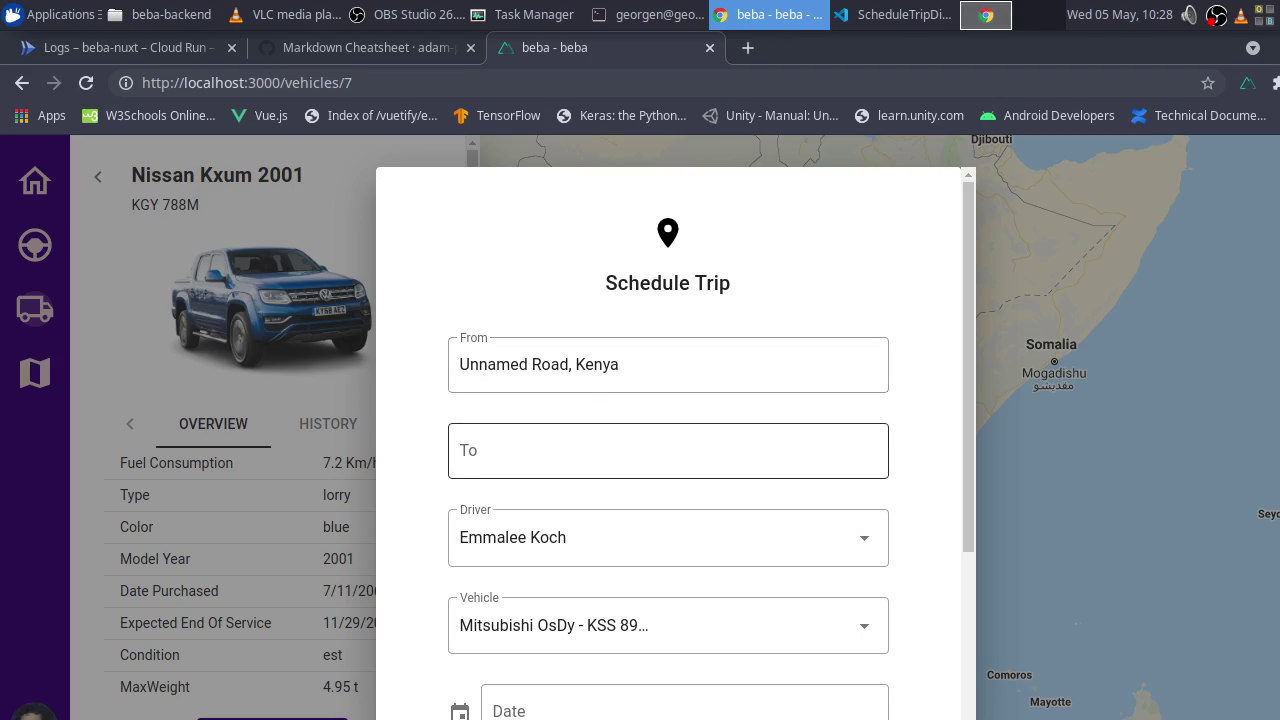 Applications
beba-backend
VLC media pla...
OBS Studio 26....
Task Manager
georgen@geo...
beba - beba - ...
ScheduleTripDi...
Wed 05 May, 10:28
Logs – beba-nuxt – Cloud Run –
Markdown Cheatsheet · adam-
beba - beba
http://localhost:3000/vehicles/7
Apps
W3Schools Online...
Vue.js
Index of /vuetify/e...
TensorFlow
Keras: the Python...
Unity - Manual: Un...
learn.unity.com
Android Developers
Technical Docume...
Nissan Kxum 2001
KGY 788M
OVERVIEW
HISTORY
Fuel Consumption 7.2 Km/
Type lorry
Color blue
Model Year 2001
Date Purchased 7/11/20
Expected End Of Service 11/29/20
Condition est
MaxWeight 4.95 t
Schedule Trip
From
Unnamed Road, Kenya
To
Driver
Emmalee Koch
Vehicle
Mitsubishi OsDy - KSS 89...
Date
Djibouti
Somalia
Mogadishu
مقديشو
Seyc
Comoros
Mayotte